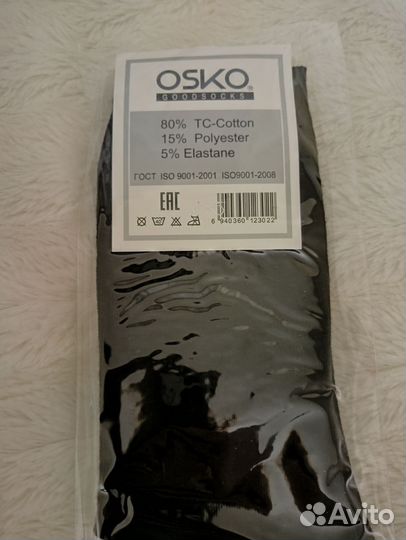 OSKO®
GOODSOCKS
80% TC-Cotton
15% Polyester
5% Elastane
ГОСТ ISO 9001-2001 ISO9001-2008
EAC
6 940360 123022
Avito